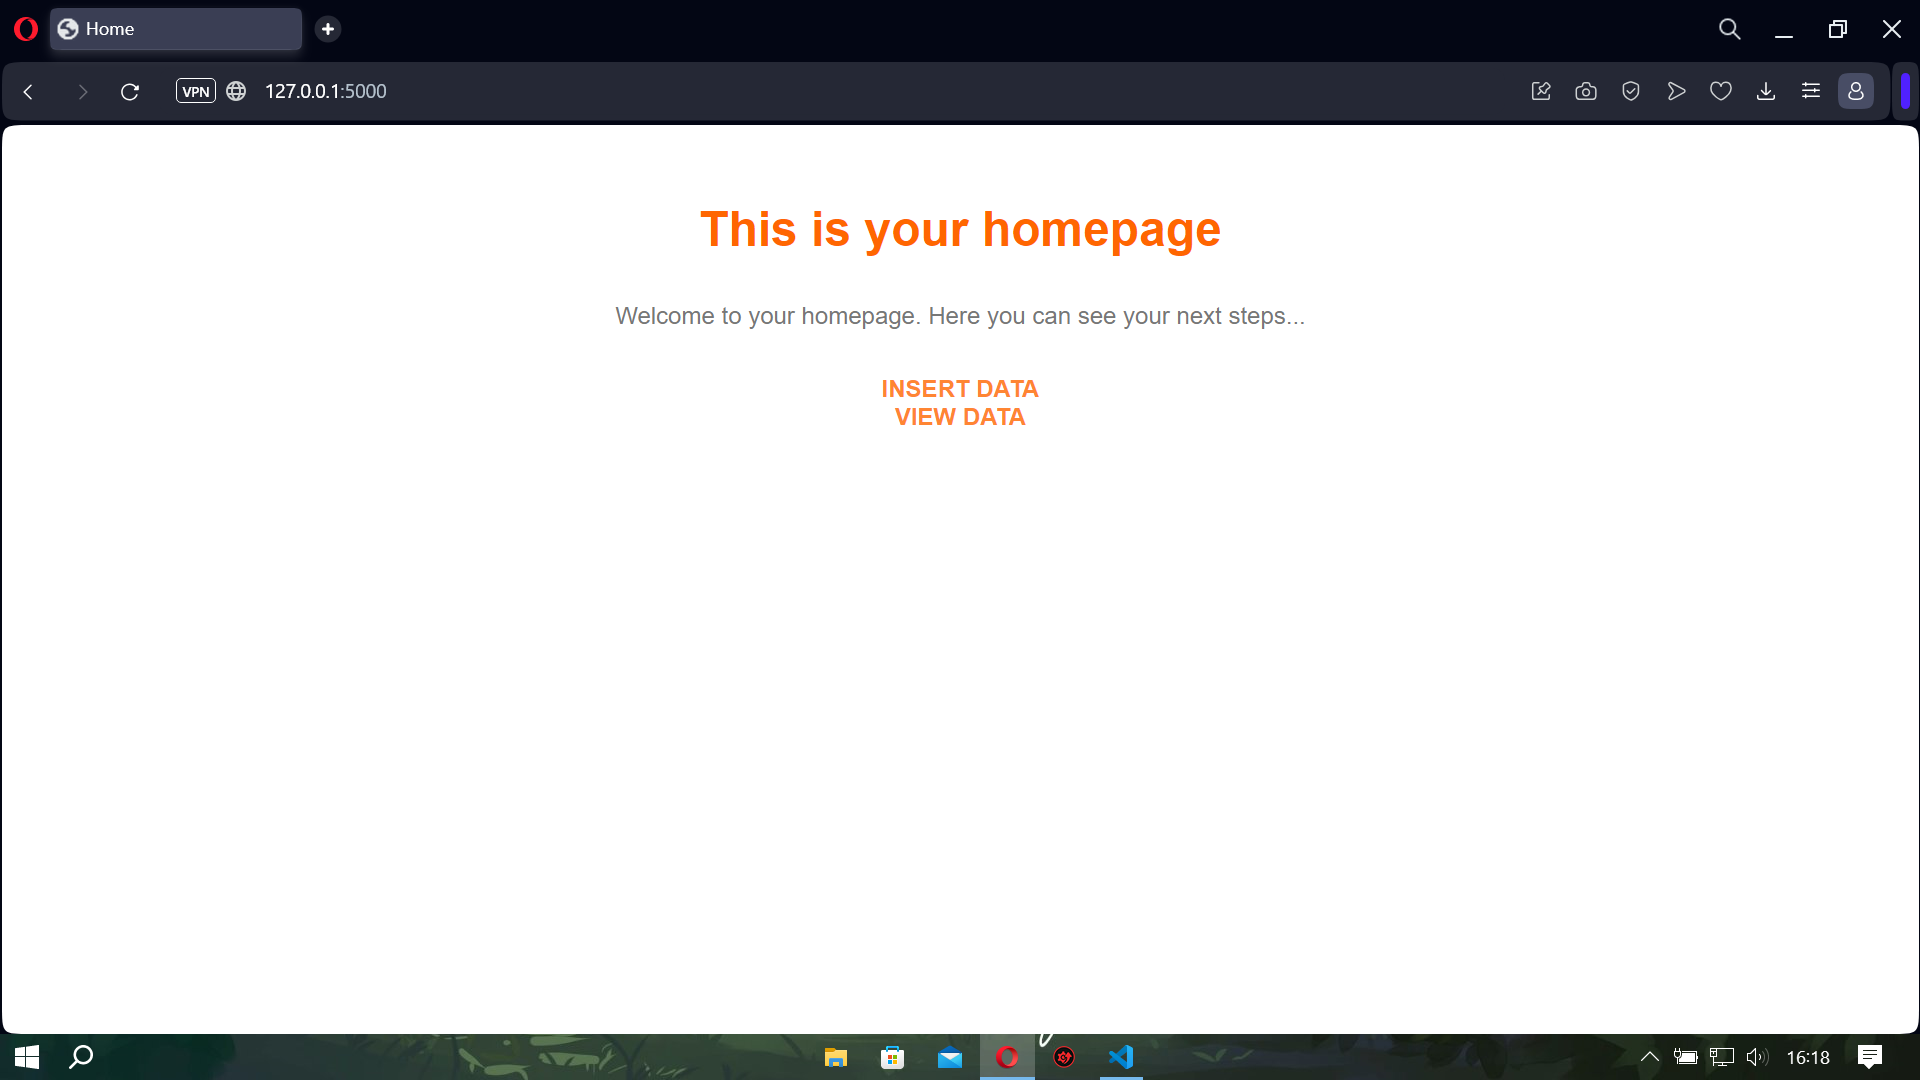 Home
VPN
127.0.0.1:5000
This is your homepage
Welcome to your homepage. Here you can see your next steps...
INSERT DATA
VIEW DATA
16:18